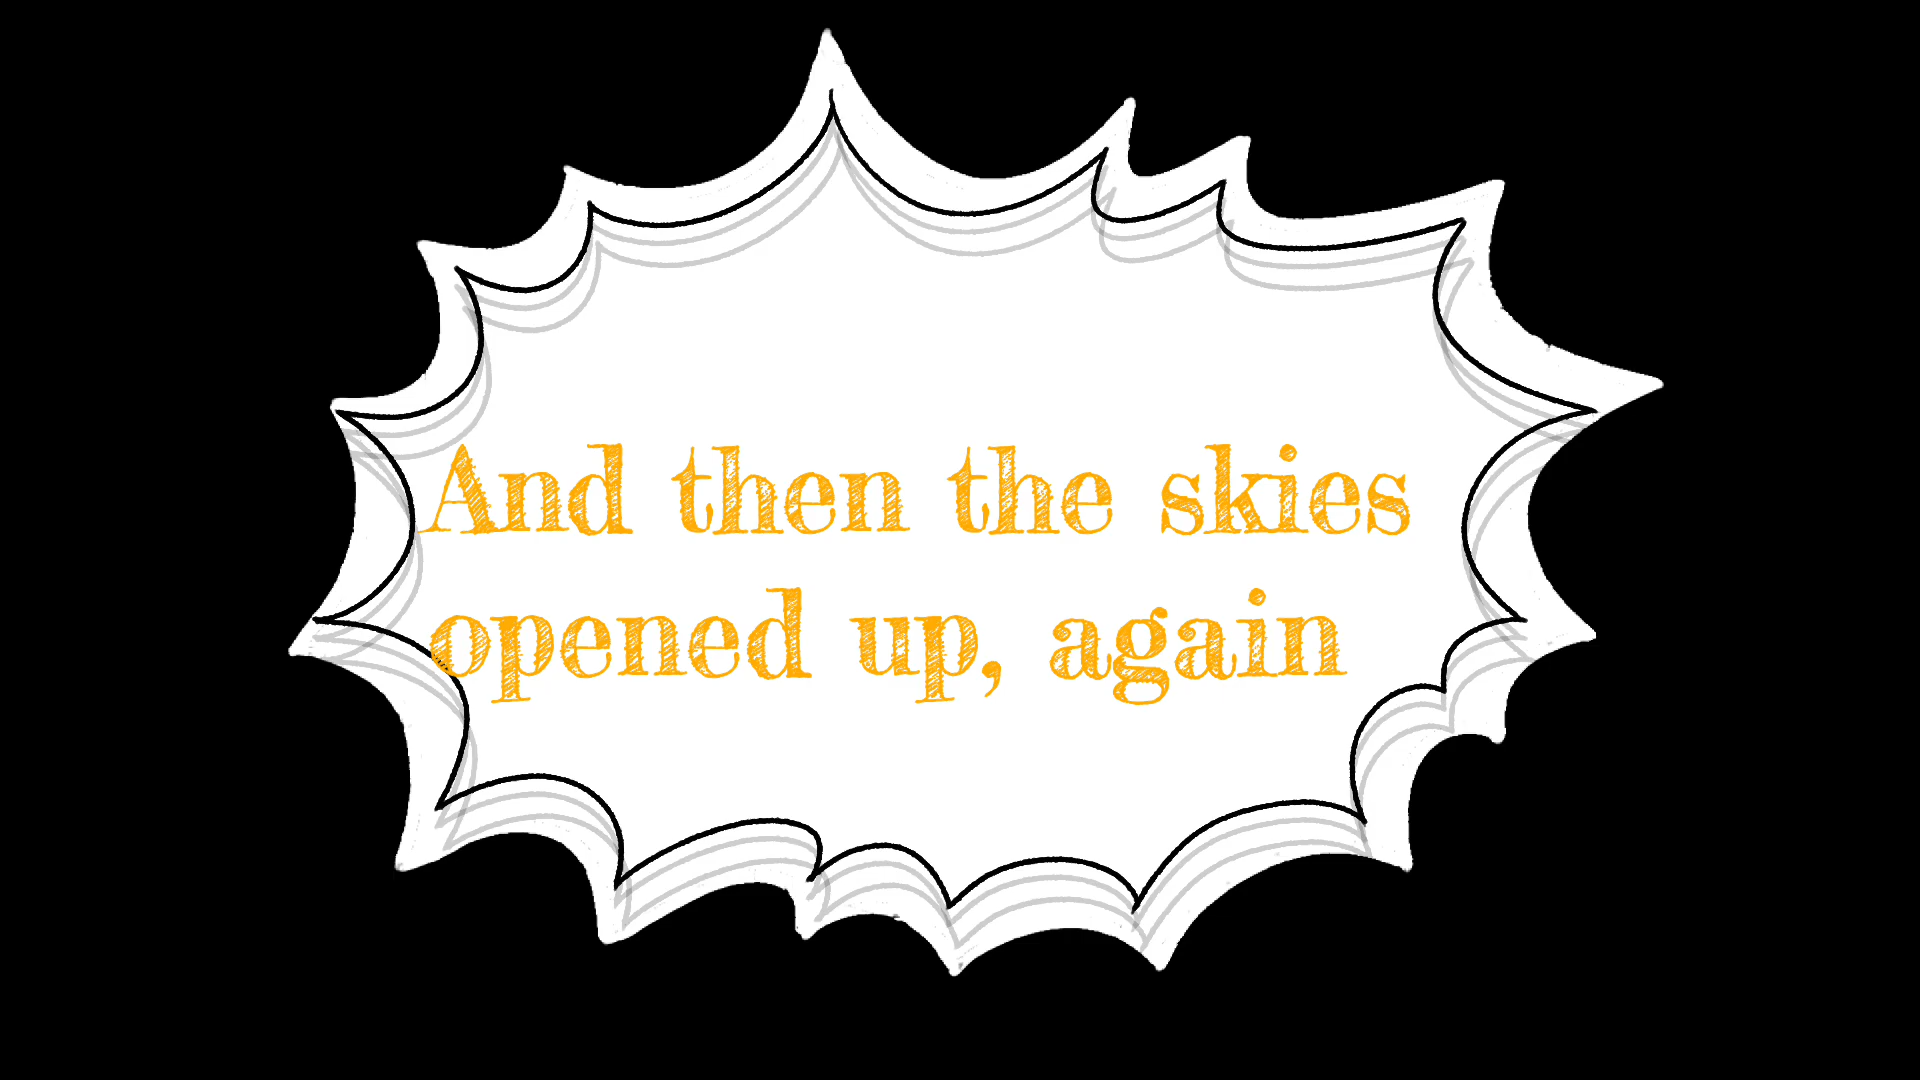 And then the skies
opened up, again